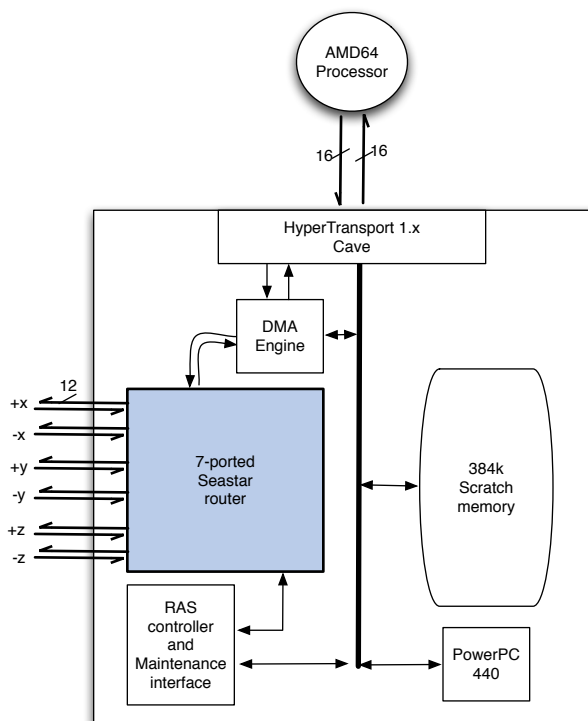 AMD64
Processor
16
16
HyperTransport 1.x
Cave
DMA
Engine
12
+x
-x
+y
-y
+z
-z
7-ported
Seastar
router
384k
Scratch
memory
RAS
controller
and
Maintenance
interface
PowerPC
440